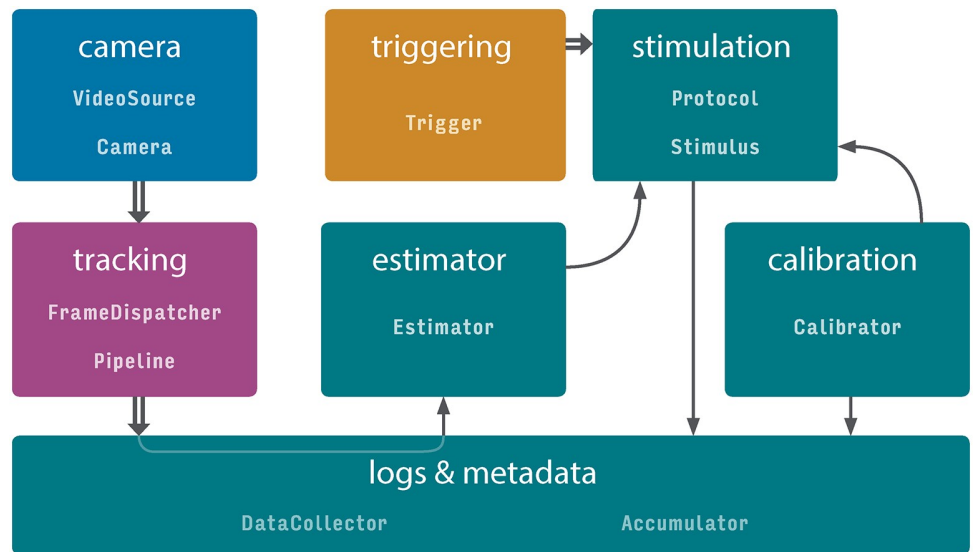 camera
VideoSource
Camera
triggering
Trigger
stimulation
Protocol
Stimulus
tracking
FrameDispatcher
Pipeline
estimator
Estimator
calibration
Calibrator
logs & metadata
DataCollector
Accumulator